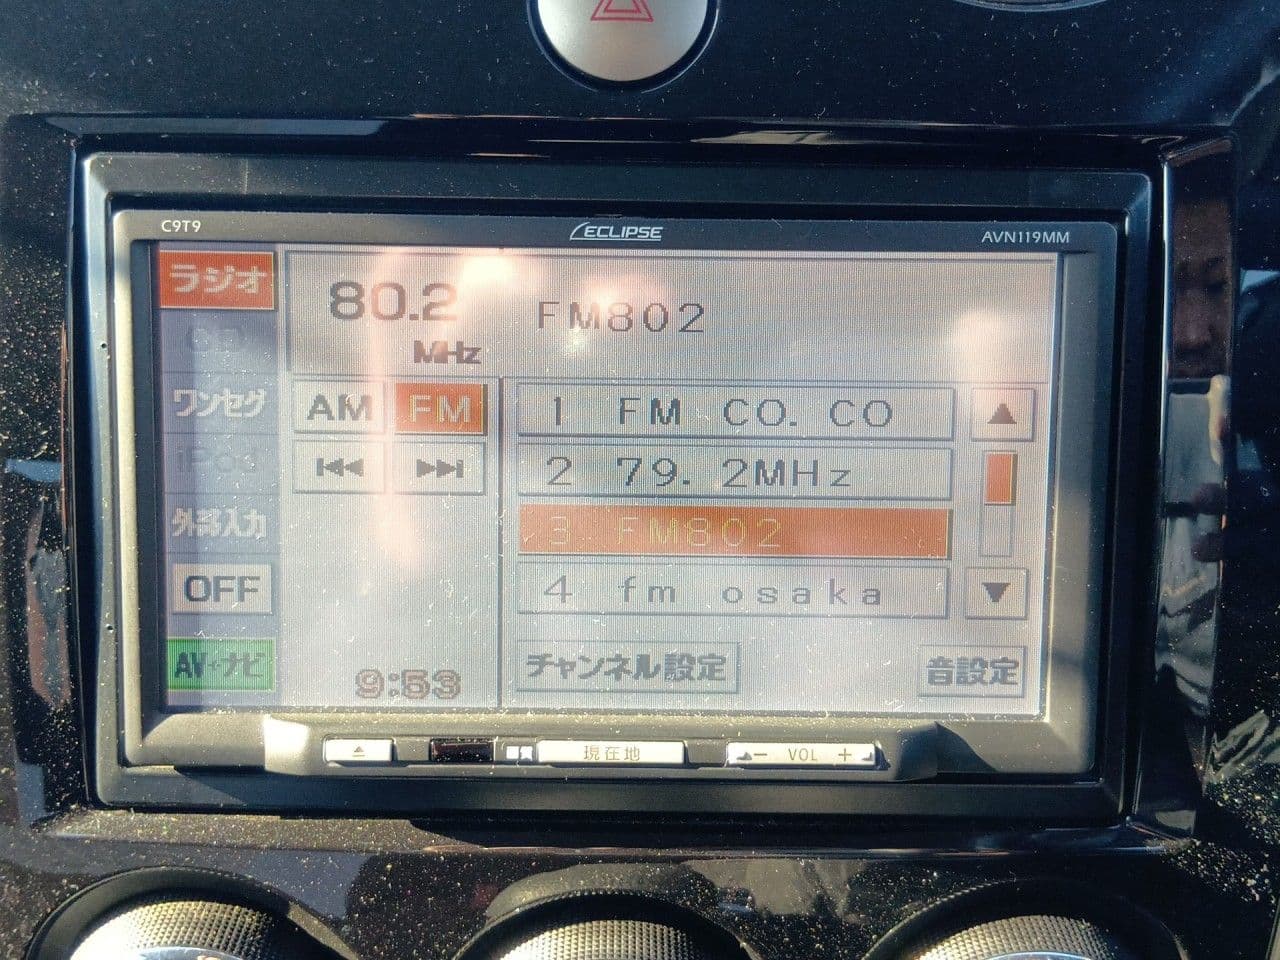 C9T9
ECLIPSE
AVN119MM
ラジオ
80.2
MHz
FM802
CD
ワンセグ
AM
FM
1 FM CO. CO
iPod
2 79. 2MHz
外部入力
3 FM802
OFF
4 fm osaka
AV+ナビ
9:53
チャンネル設定
音設定
現在地
− VOL +